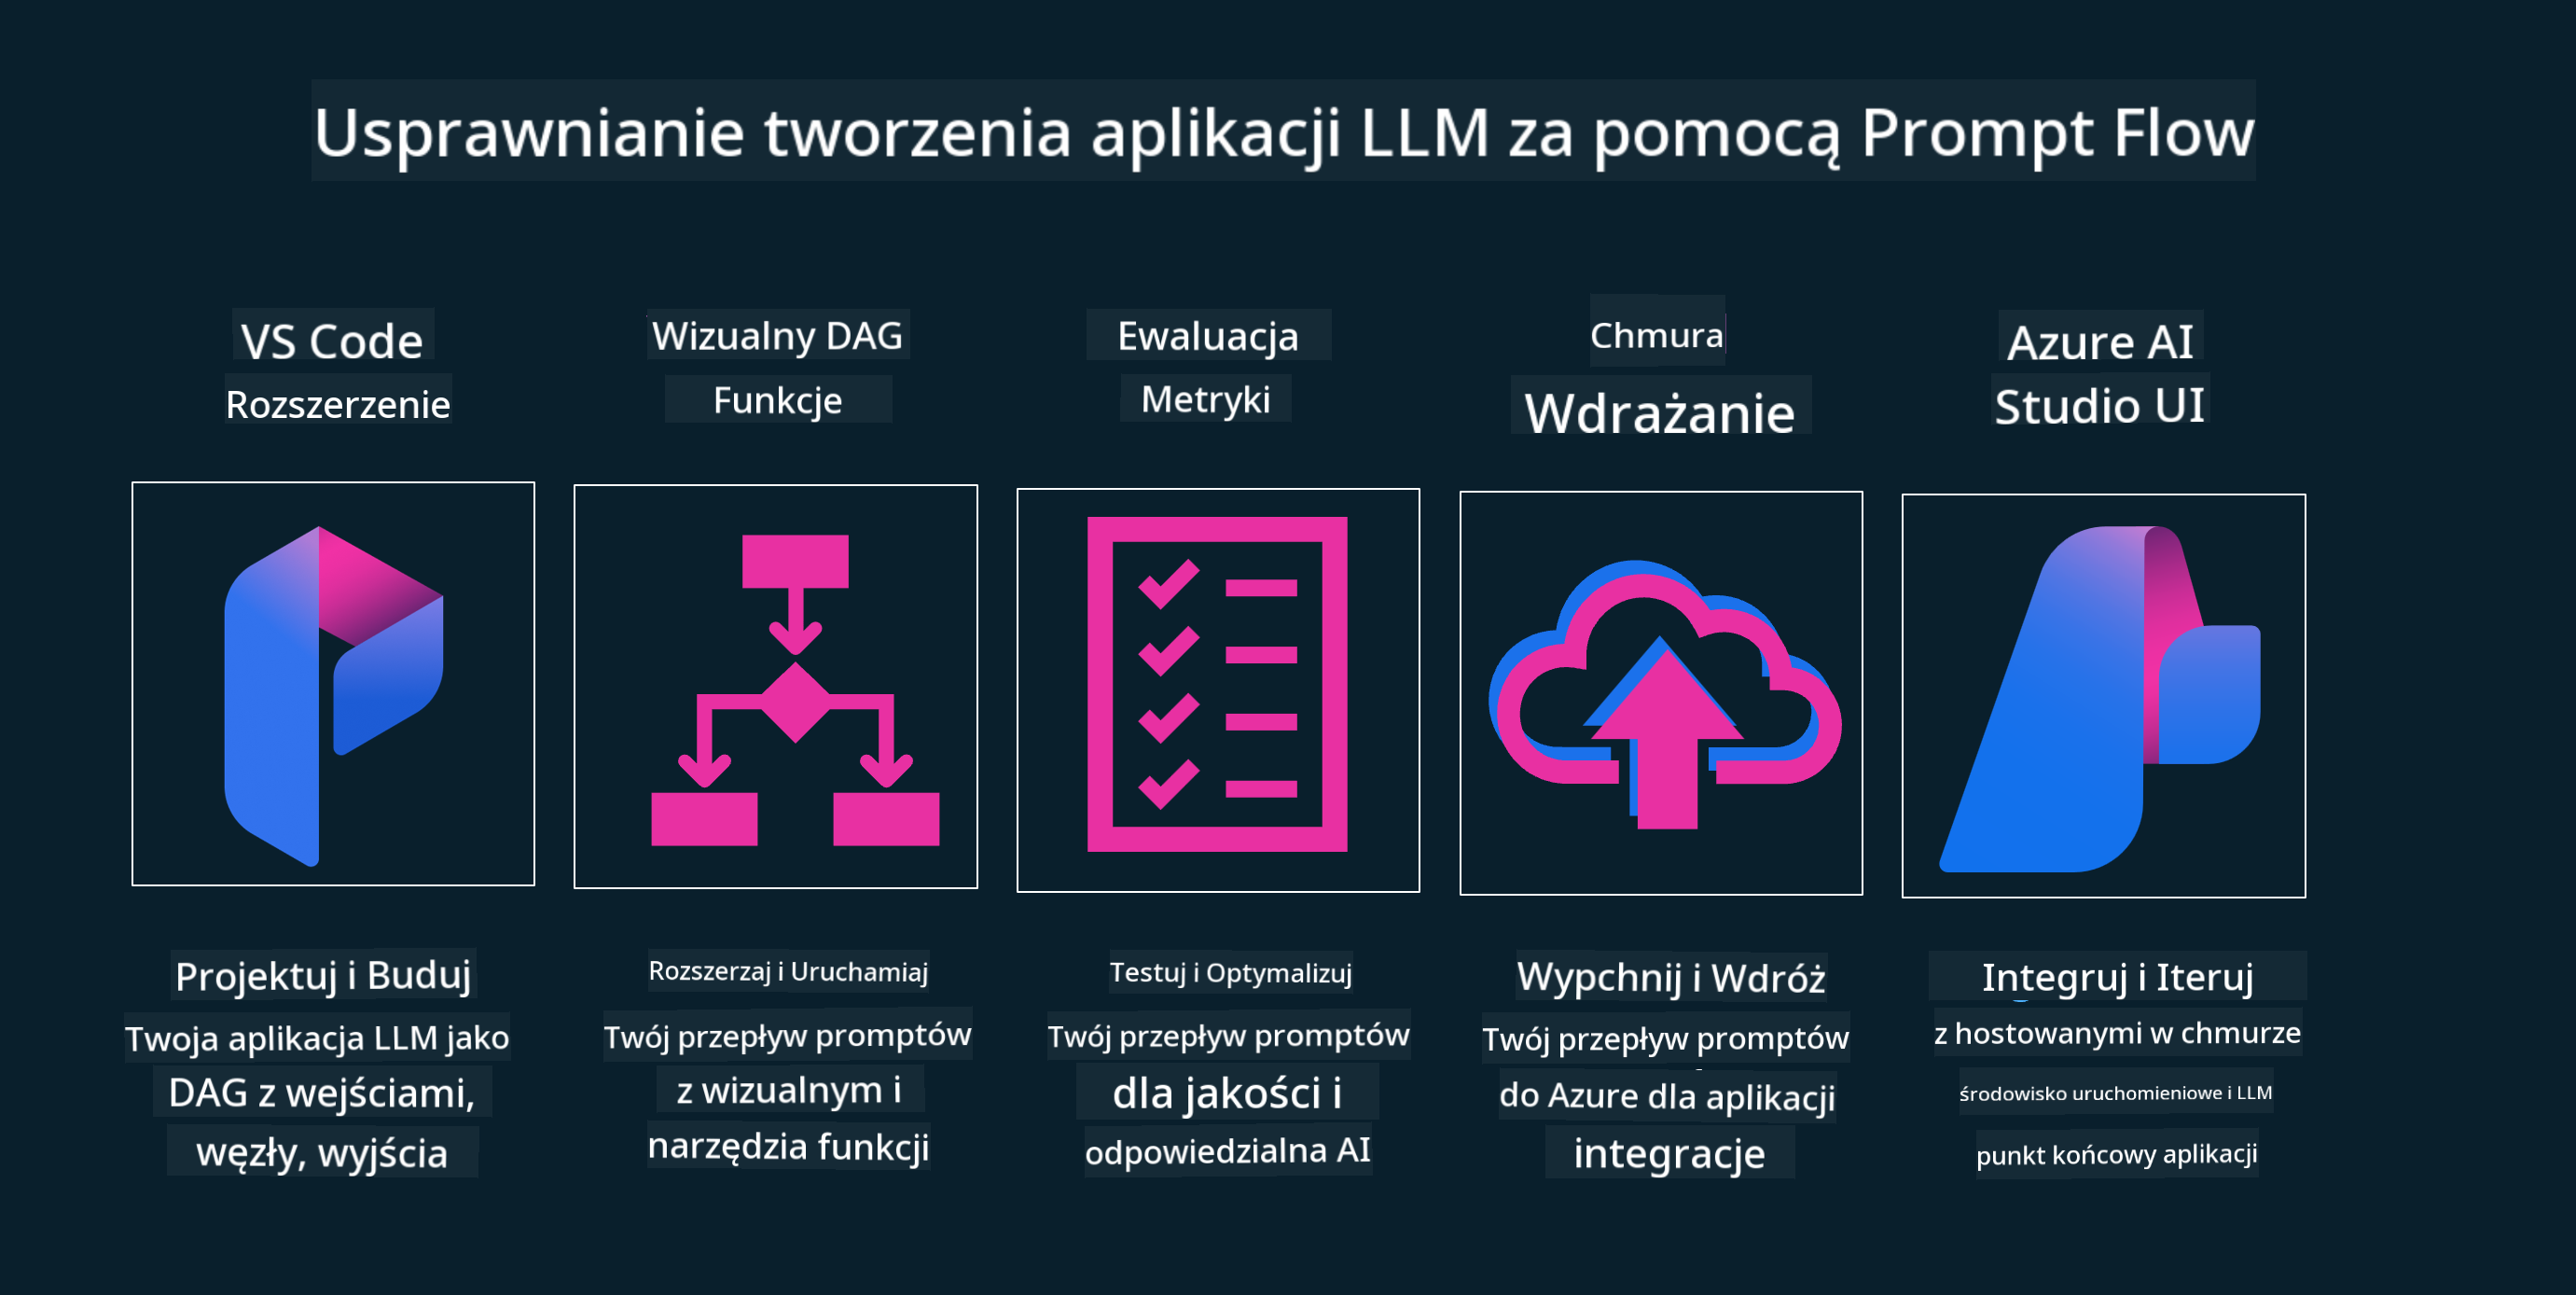 Usprawnianie tworzenia aplikacji LLM za pomocą Prompt Flow
VS Code
Rozszerzenie
Wizualny DAG
Funkcje
Ewaluacja
Metryki
Chmura
Wdrażanie
Azure AI
Studio UI
Projektuj i Buduj
Twoja aplikacja LLM jako
DAG z wejściami,
węzły, wyjścia
Rozszerzaj i Uruchamiaj
Twój przepływ promptów
z wizualnym i
narzędzia funkcji
Testuj i Optymalizuj
Twój przepływ promptów
dla jakości i
odpowiedzialna AI
Wypchnij i Wdróż
Twój przepływ promptów
do Azure dla aplikacji
integracje
Integruj i Iteruj
z hostowanymi w chmurze
środowisko uruchomieniowe i LLM
punkt końcowy aplikacji